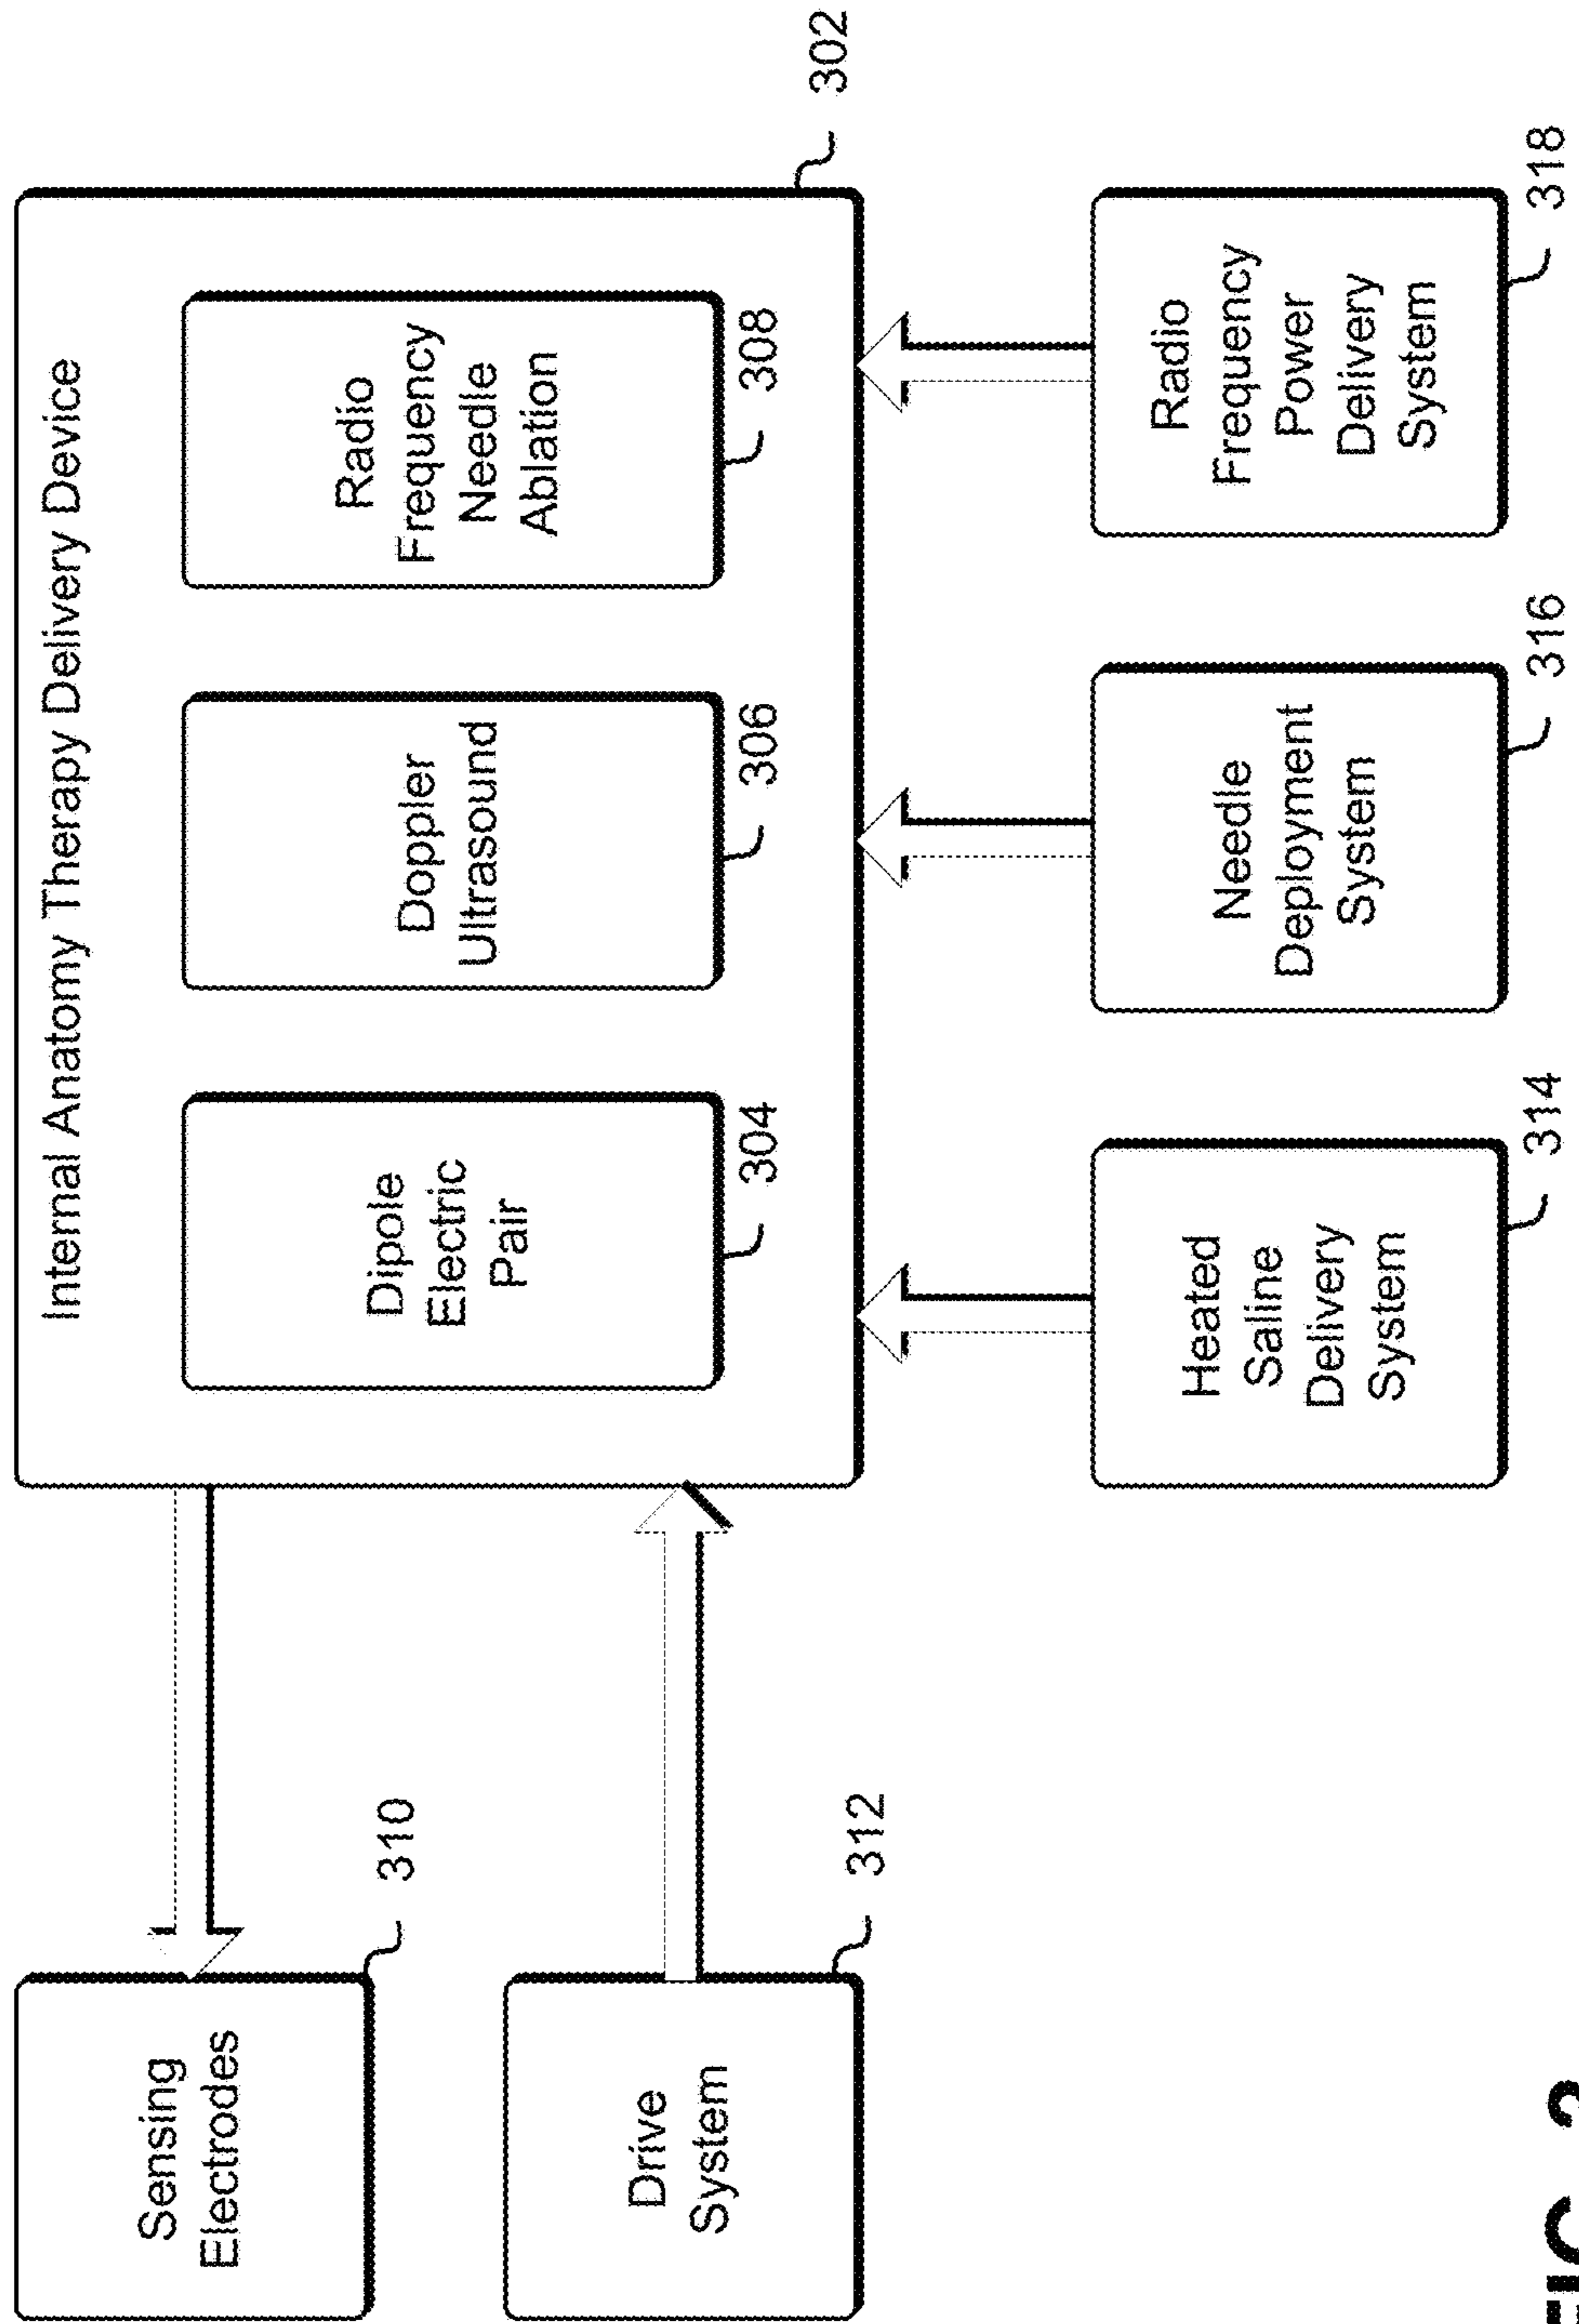 Internal Anatomy Therapy Delivery Device
Sensing
Electrodes
310
Drive
System
312
Dipole
Electric
Pair
304
Doppler
Ultrasound
306
Radio
Frequency
Needle
Ablation
308
302
Heated
Saline
Delivery
System
314
Needle
Deployment
System
316
Radio
Frequency
Power
Delivery
System
318
FIG